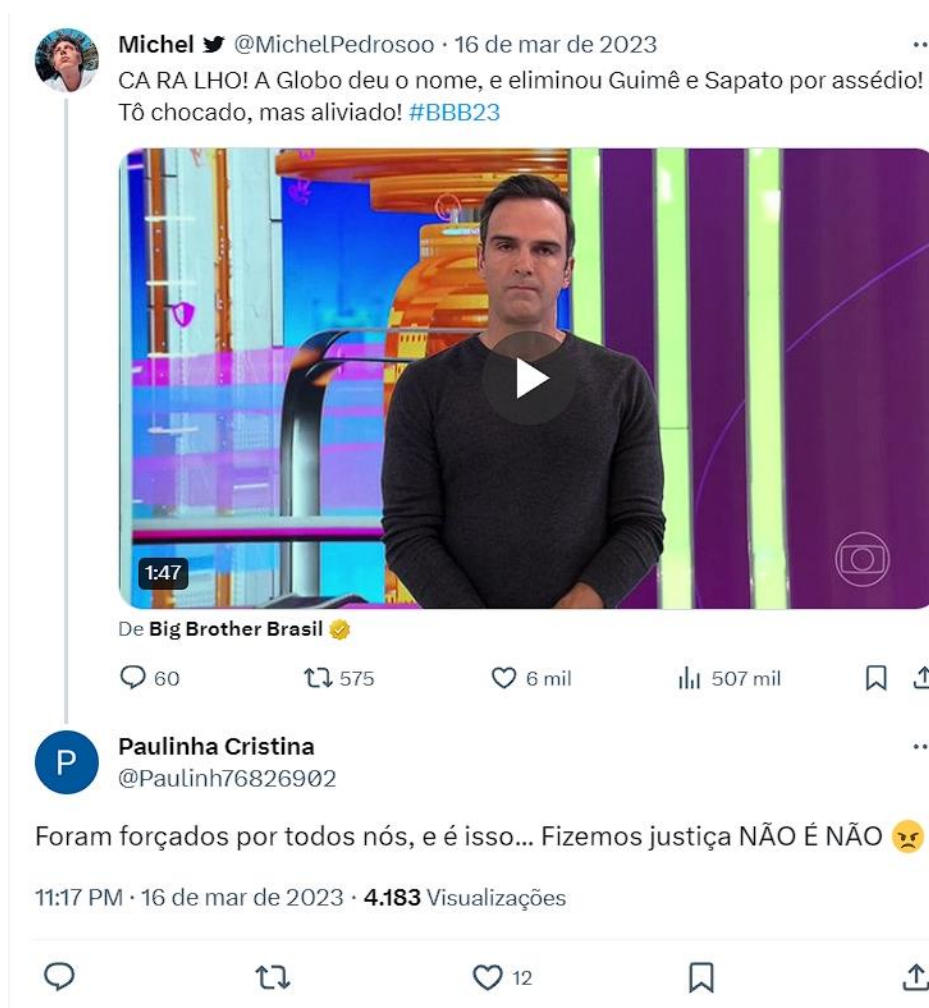 Michel @MichelPedrosoo · 16 de mar de 2023
CA RA LHO! A Globo deu o nome, e eliminou Guimê e Sapato por assédio!
Tô chocado, mas aliviado! #BBB23
1:47
De Big Brother Brasil
60 575 6 mil 507 mil
P
Paulinha Cristina
@Paulinh76826902
Foram forçados por todos nós, e é isso... Fizemos justiça NÃO É NÃO 😠
11:17 PM · 16 de mar de 2023 · 4.183 Visualizações
12